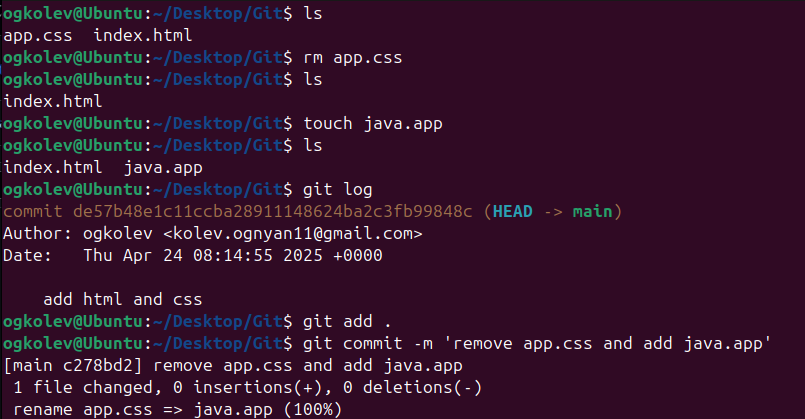 ogkolev@Ubuntu:~/Desktop/Git$ ls
app.css  index.html
ogkolev@Ubuntu:~/Desktop/Git$ rm app.css
ogkolev@Ubuntu:~/Desktop/Git$ ls
index.html
ogkolev@Ubuntu:~/Desktop/Git$ touch java.app
ogkolev@Ubuntu:~/Desktop/Git$ ls
index.html  java.app
ogkolev@Ubuntu:~/Desktop/Git$ git log
commit de57b48e1c11ccba28911148624ba2c3fb99848c (HEAD -> main)
Author: ogkolev <kolev.ognyan11@gmail.com>
Date:   Thu Apr 24 08:14:55 2025 +0000
    add html and css
ogkolev@Ubuntu:~/Desktop/Git$ git add .
ogkolev@Ubuntu:~/Desktop/Git$ git commit -m 'remove app.css and add java.app'
[main c278bd2] remove app.css and add java.app
 1 file changed, 0 insertions(+), 0 deletions(-)
 rename app.css => java.app (100%)